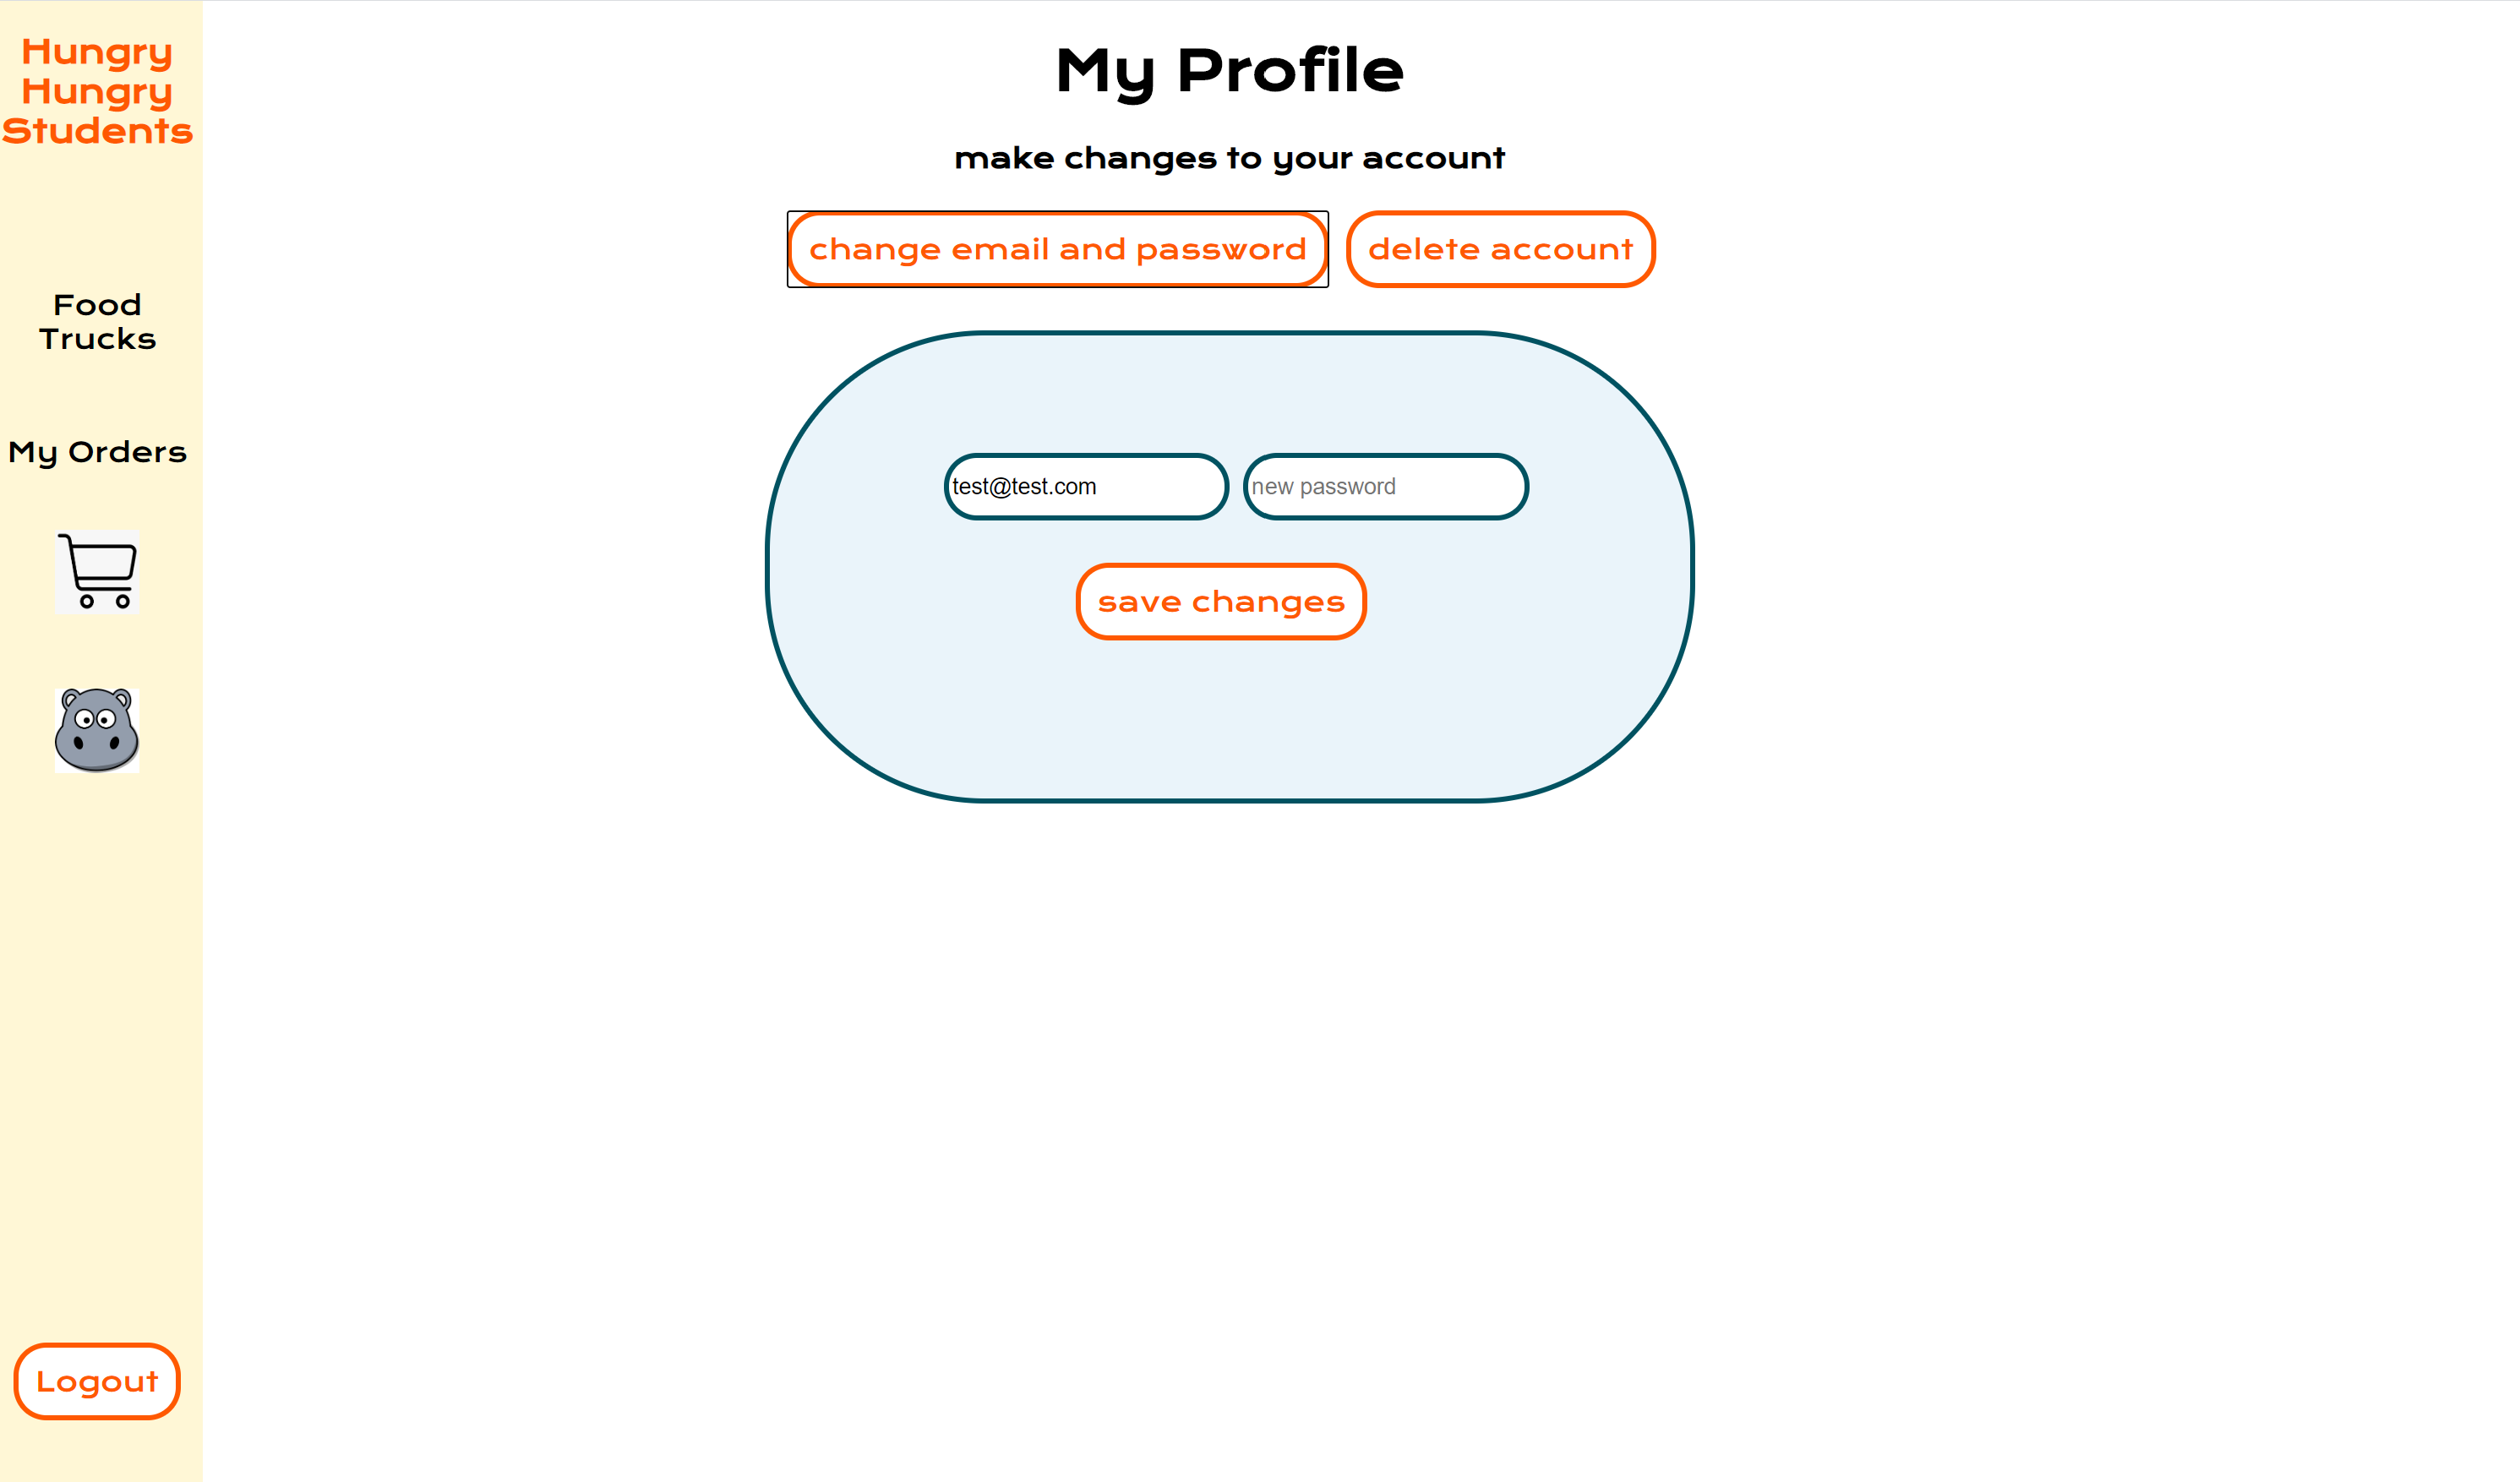 Hungry
Hungry
Students
Food
Trucks
My Orders
Logout
My Profile
make changes to your account
change email and password
delete account
test@test.com
new password
save changes